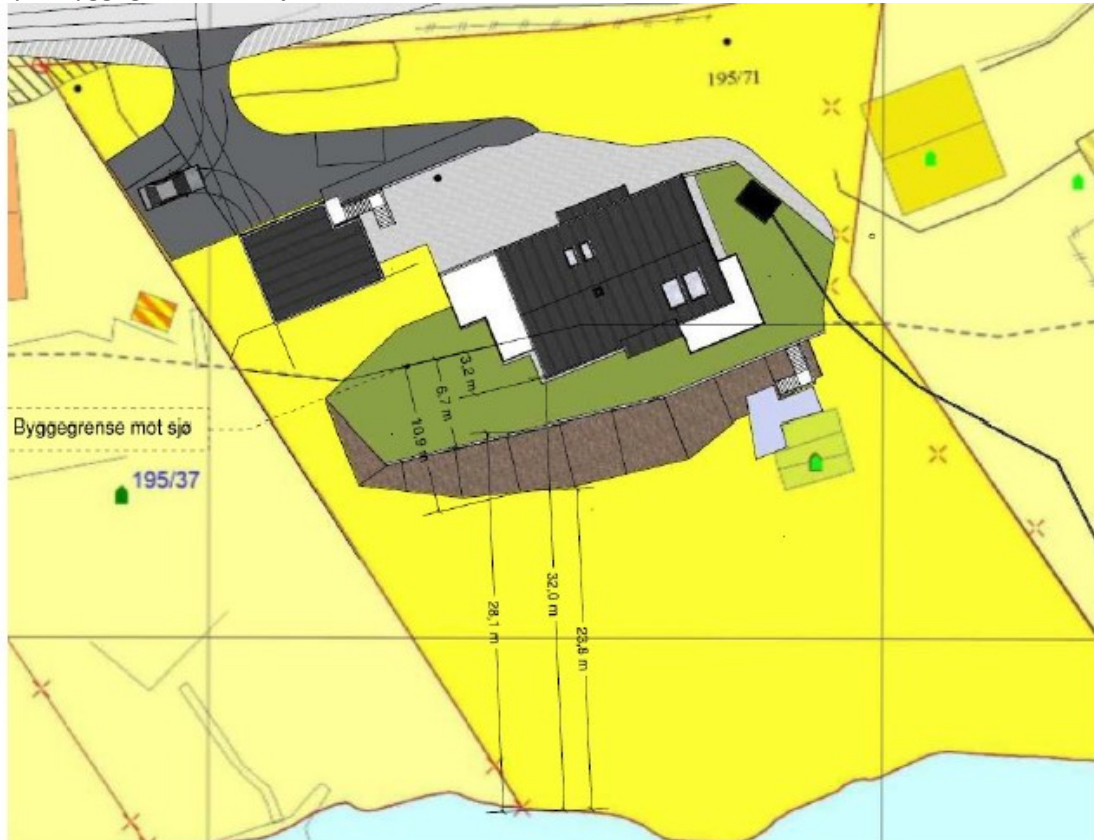 195/71
3,2 m
6,7 m
10,9 m
Byggegrense mot sjø
195/37
28,1 m
32,0 m
23,8 m